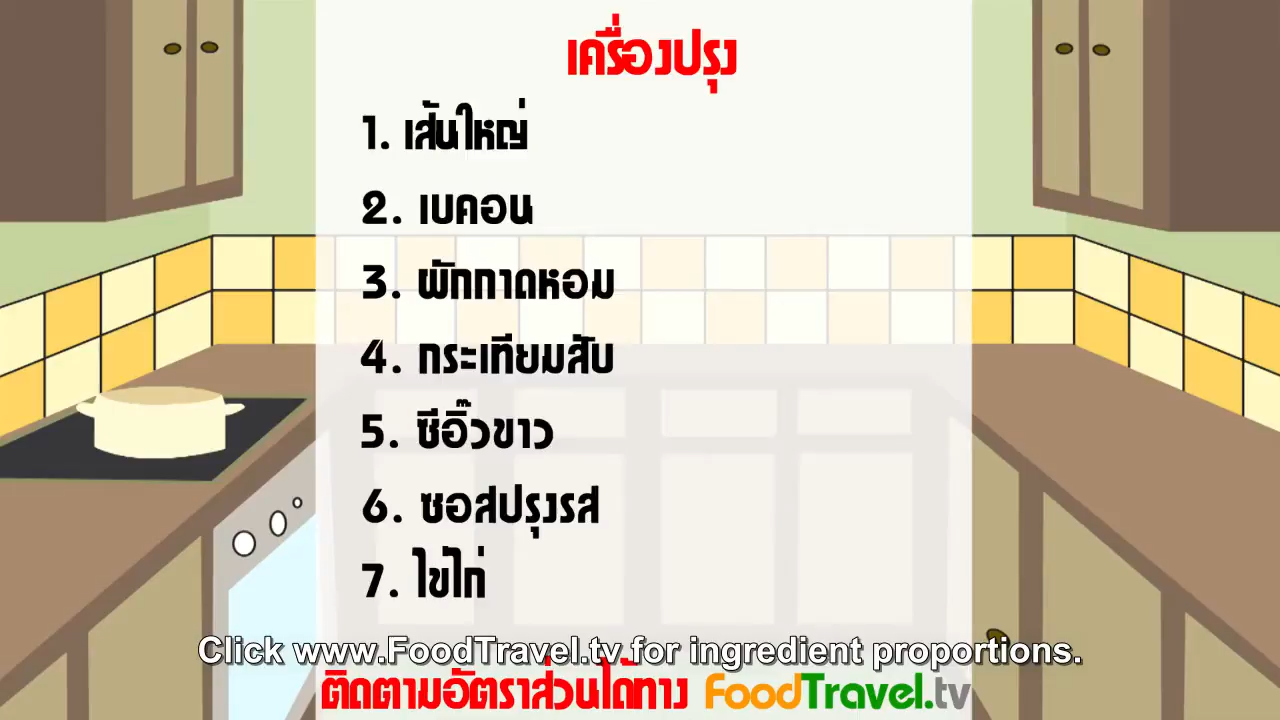 เครื่องปรุง
1. เส้นใหญ่
2. เบคอน
3. ผักกาดหอม
4. กระเทียมสับ
5. ซีอิ๊วขาว
6. ซอสปรุงรส
7. ไข่ไก่
Click www.FoodTravel.tv for ingredient proportions.
ติดตามอัตราส่วนได้ทาง FoodTravel.tv